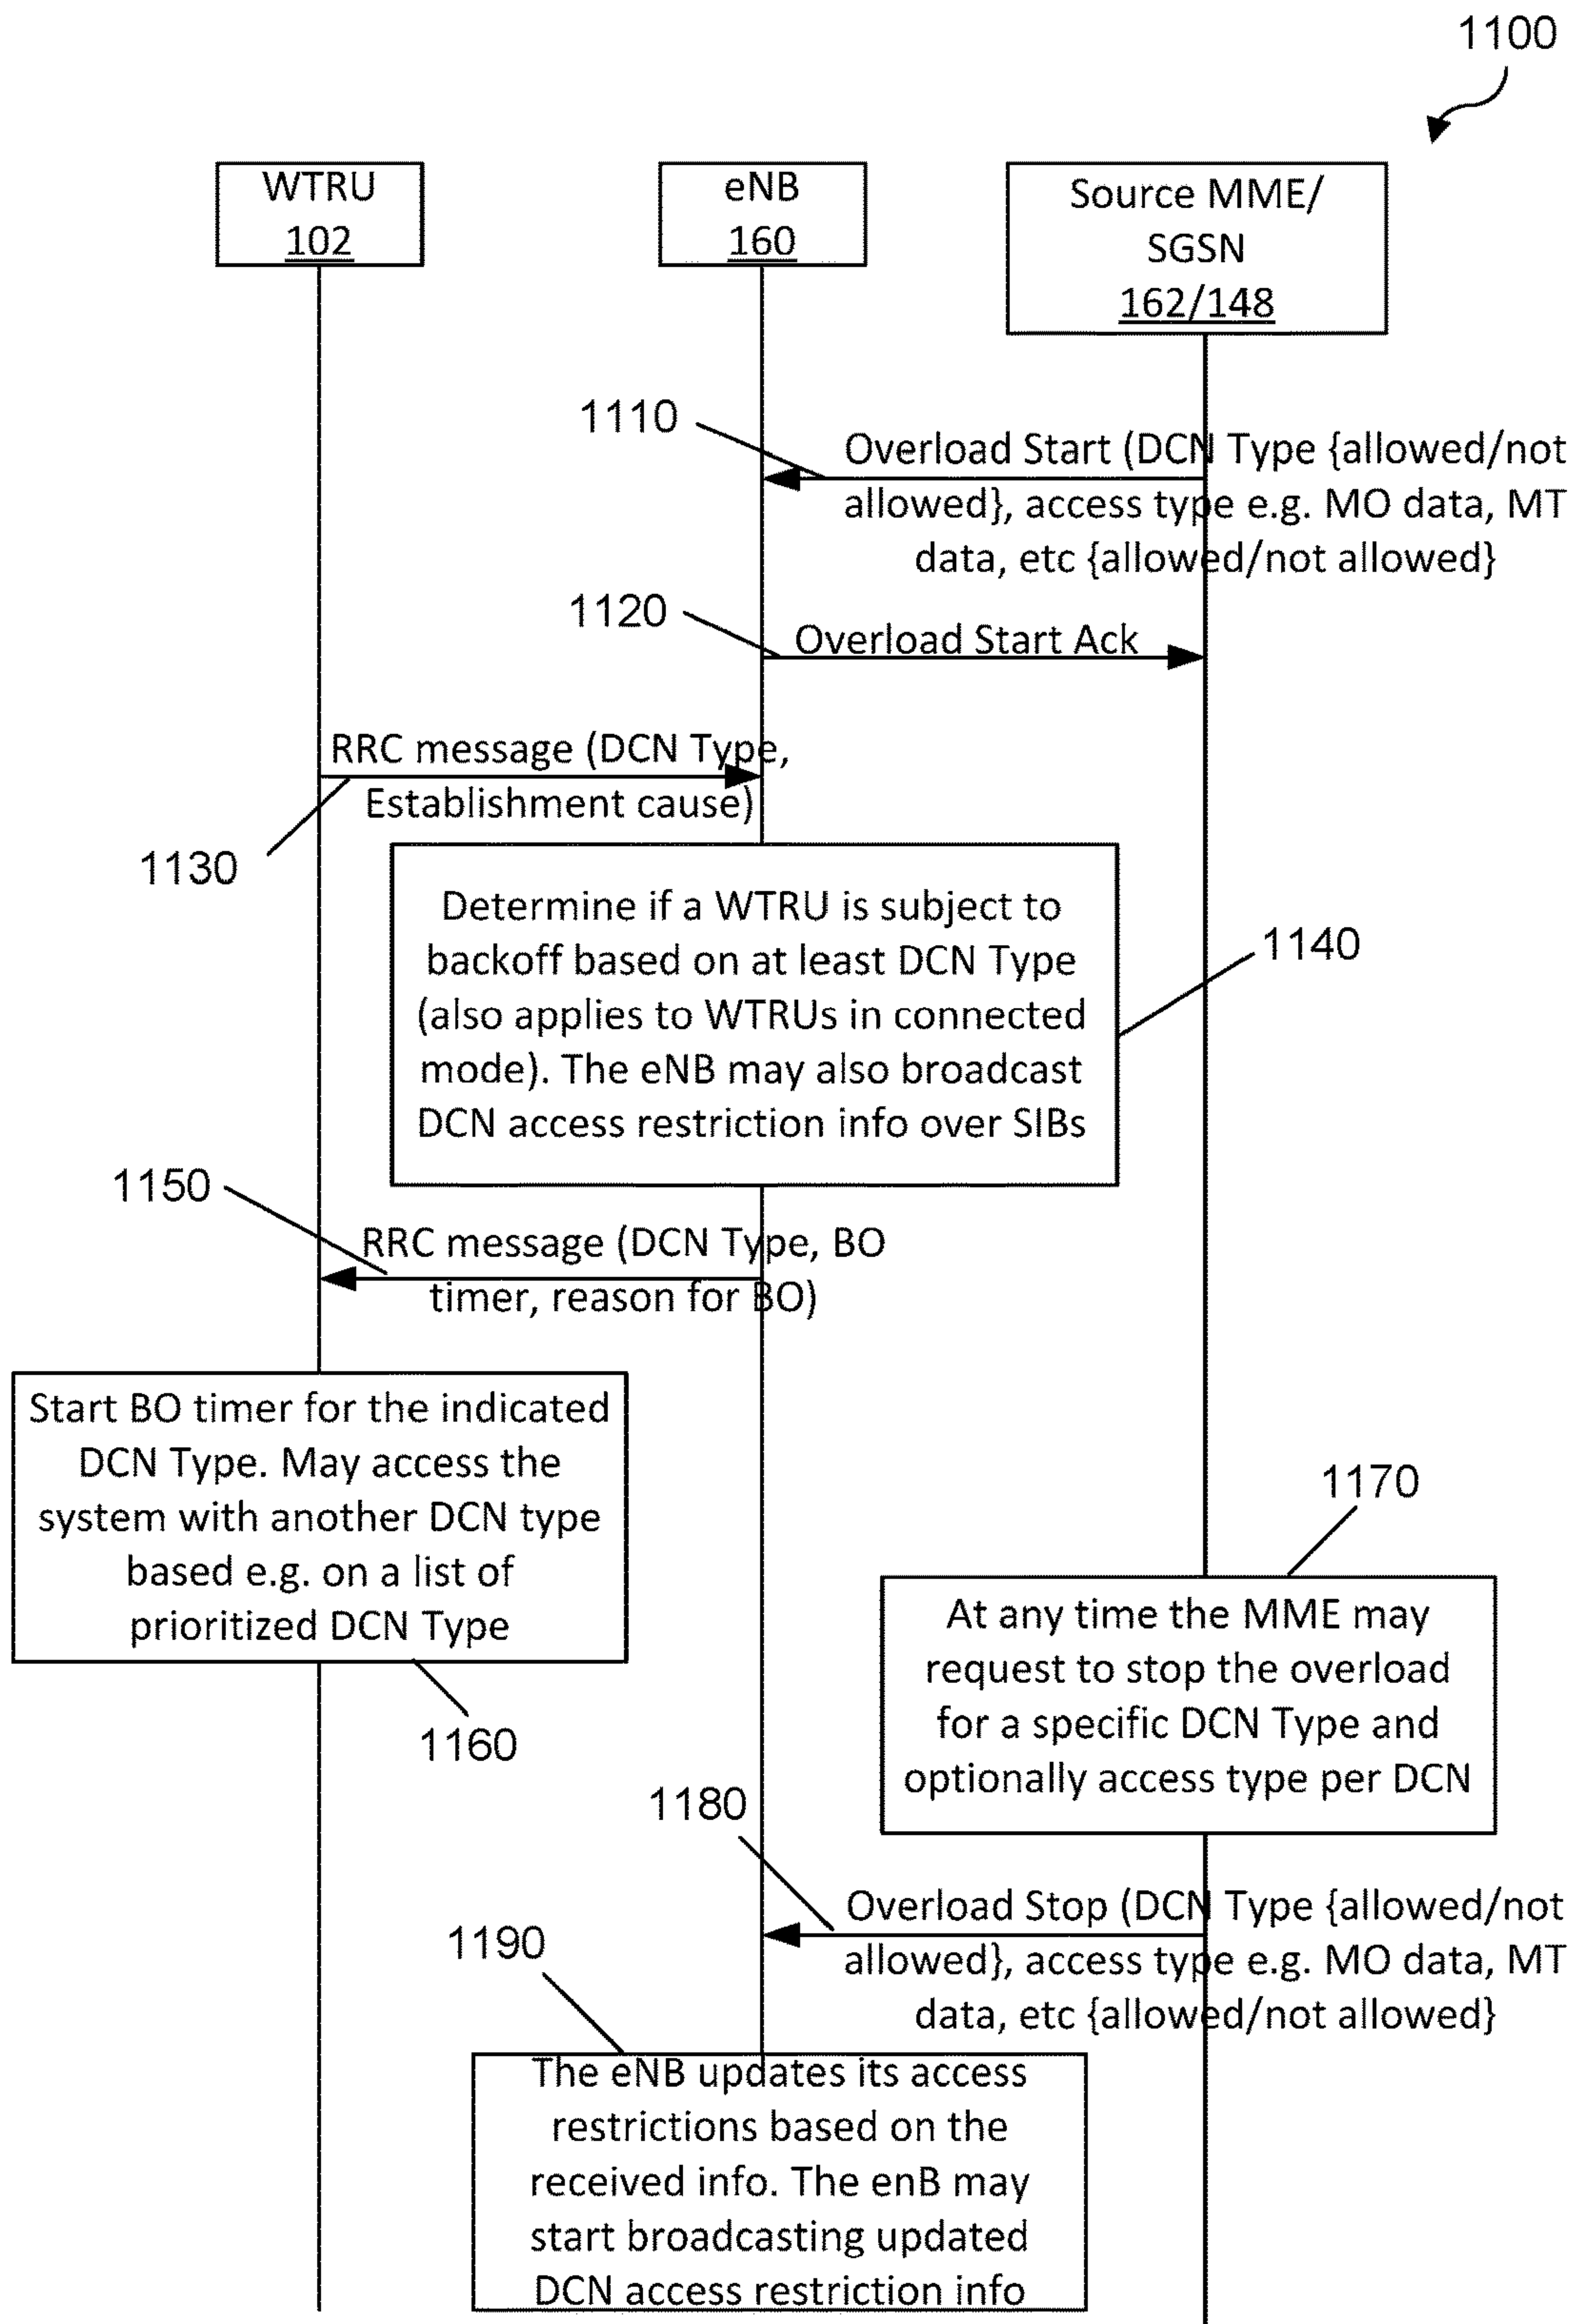 1100
WTRU
102
eNB
160
Source MME/
SGSN
162/148
1110
Overload Start (DCN Type {allowed/not
allowed}, access type e.g. MO data, MT
data, etc {allowed/not allowed}
1120
Overload Start Ack
RRC message (DCN Type,
Establishment cause)
1130
Determine if a WTRU is subject to
backoff based on at least DCN Type
(also applies to WTRUs in connected
mode). The eNB may also broadcast
DCN access restriction info over SIBs
1140
1150
RRC message (DCN Type, BO
timer, reason for BO)
Start BO timer for the indicated
DCN Type. May access the
system with another DCN type
based e.g. on a list of
prioritized DCN Type
1160
1170
At any time the MME may
request to stop the overload
for a specific DCN Type and
optionally access type per DCN
1180
Overload Stop (DCN Type {allowed/not
allowed}, access type e.g. MO data, MT
data, etc {allowed/not allowed}
1190
The eNB updates its access
restrictions based on the
received info. The enB may
start broadcasting updated
DCN access restriction info